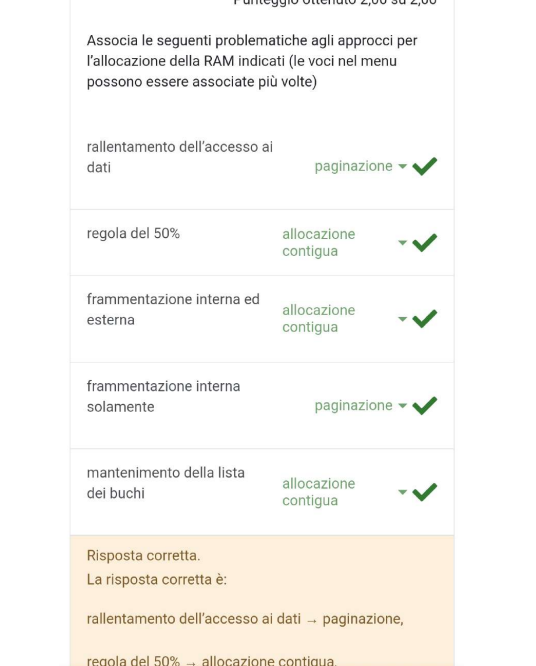 Punteggio ottenuto 2,00 su 2,00
Associa le seguenti problematiche agli approcci per
l'allocazione della RAM indicati (le voci nel menu
possono essere associate più volte)
rallentamento dell'accesso ai
dati
paginazione
regola del 50%
allocazione
contigua
frammentazione interna ed
esterna
allocazione
contigua
frammentazione interna
solamente
paginazione
mantenimento della lista
dei buchi
allocazione
contigua
Risposta corretta.
La risposta corretta è:
rallentamento dell'accesso ai dati → paginazione,
regola del 50% → allocazione contigua,